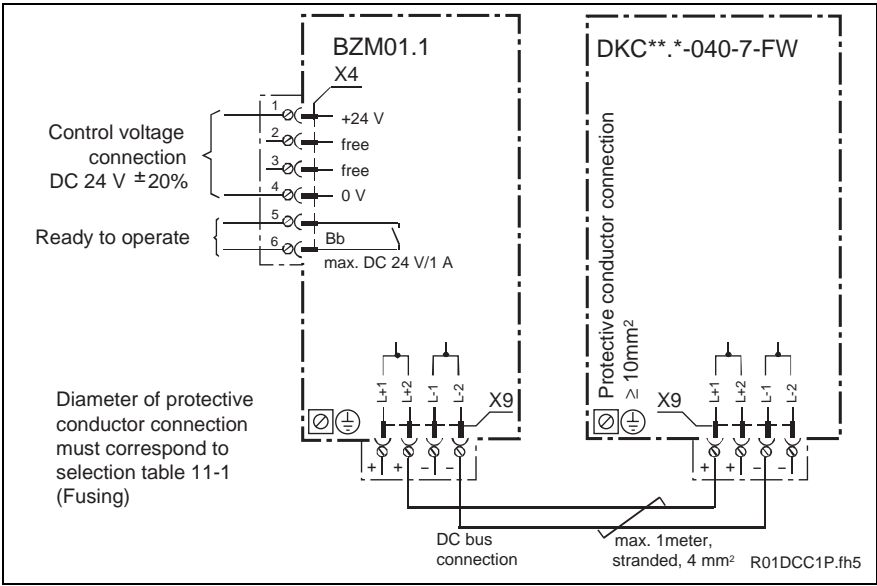 BZM01.1
DKC**.*-040-7-FW
X4
Control voltage
connection
DC 24 V ±20%
1
+24 V
2
free
3
free
4
0 V
Ready to operate
5
6
Bb
max. DC 24 V/1 A
Protective conductor connection
≥ 10mm²
Diameter of protective
conductor connection
must correspond to
selection table 11-1
(Fusing)
L+1
L+2
L-1
L-2
X9
X9
L+1
L+2
L-1
L-2
+ + – –
+ + – –
DC bus
connection
max. 1meter,
stranded, 4 mm²
R01DCC1P.fh5